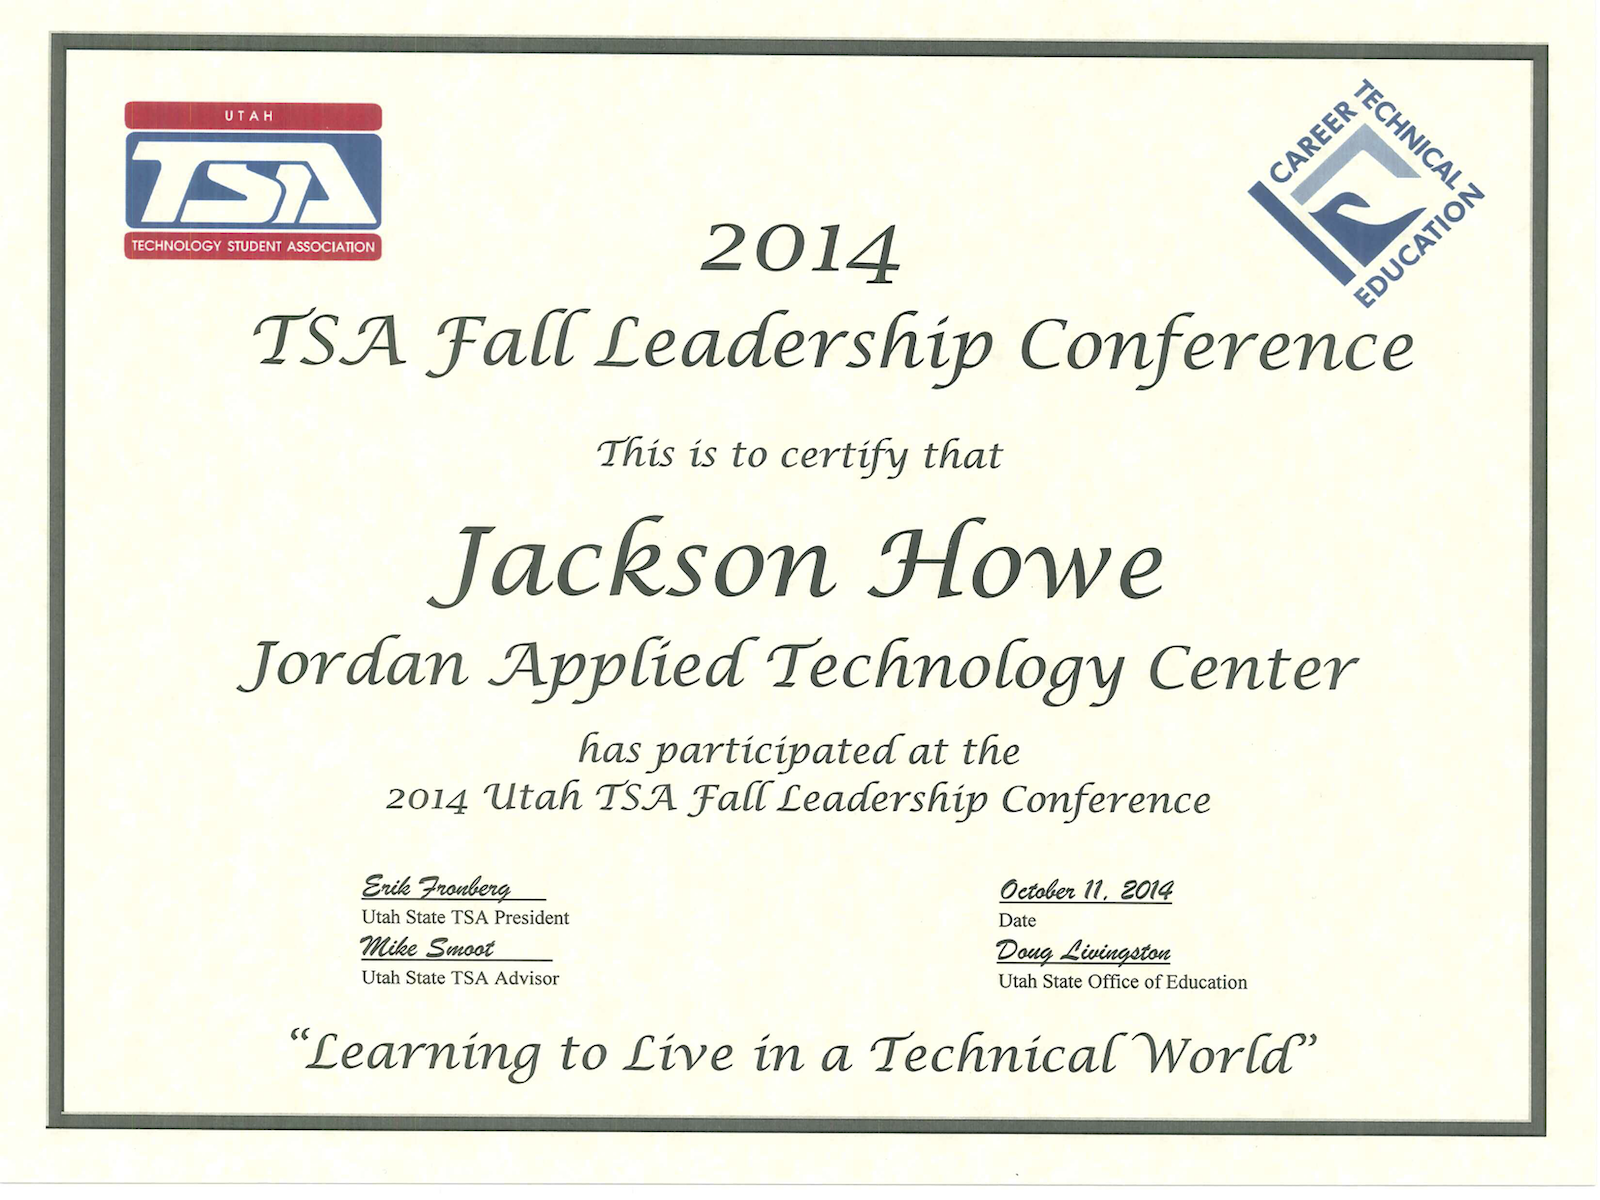 UTAH
TSA
TECHNOLOGY STUDENT ASSOCIATION
CAREER
TECHNICAL
EDUCATION
2014
TSA Fall Leadership Conference
This is to certify that
Jackson Howe
Jordan Applied Technology Center
has participated at the
2014 Utah TSA Fall Leadership Conference
Erik Fronberg
Utah State TSA President
Mike Smoot
Utah State TSA Advisor
October 11, 2014
Date
Doug Livingston
Utah State Office of Education
"Learning to Live in a Technical World"